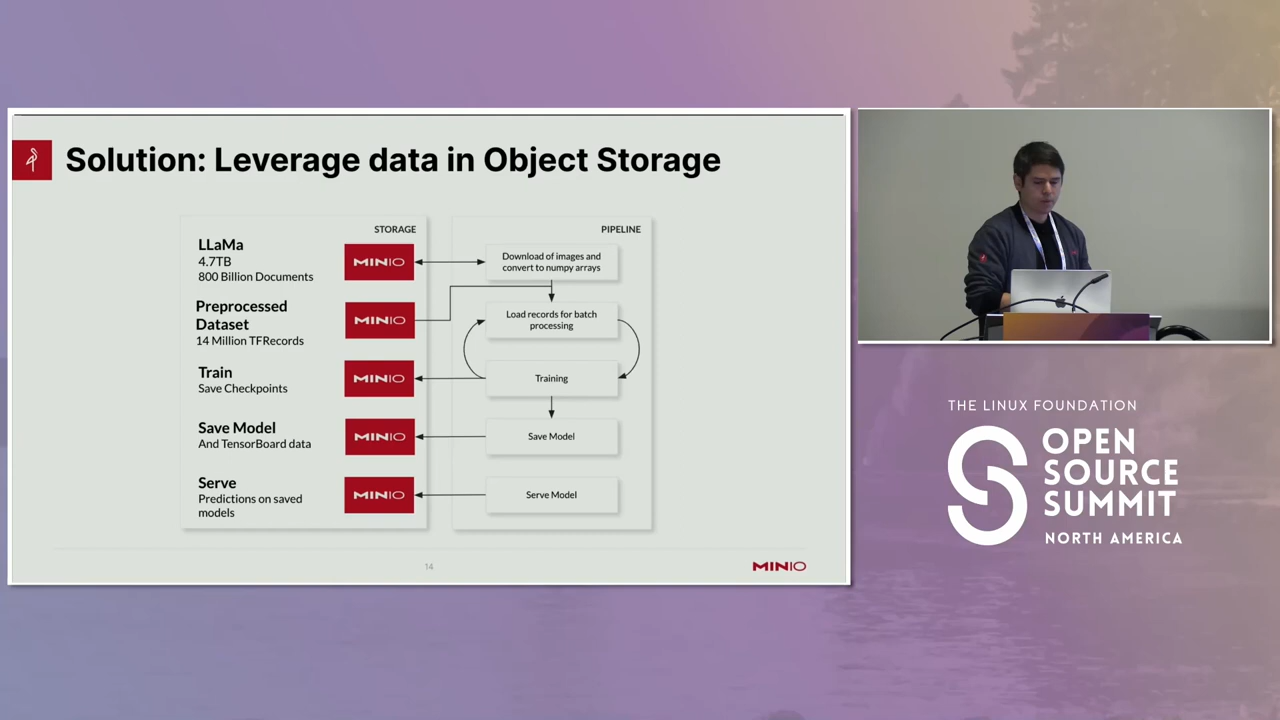 Solution: Leverage data in Object Storage
STORAGE
LLaMa
4.7TB
800 Billion Documents
MINIO
Preprocessed
Dataset
14 Million TFRecords
MINIO
Train
Save Checkpoints
MINIO
Save Model
And TensorBoard data
MINIO
Serve
Predictions on saved
models
MINIO
PIPELINE
Download of images and
convert to numpy arrays
Load records for batch
processing
Training
Save Model
Serve Model
14
MINIO
THE LINUX FOUNDATION
OPEN
SOURCE
SUMMIT
NORTH AMERICA